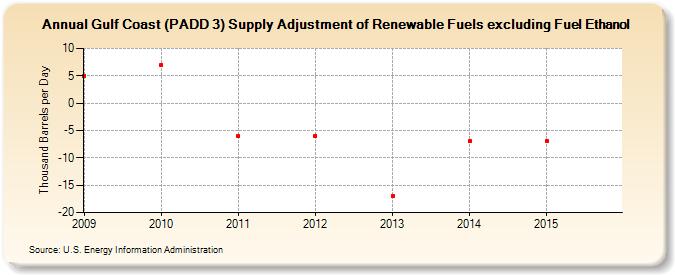 Annual Gulf Coast (PADD 3) Supply Adjustment of Renewable Fuels excluding Fuel Ethanol
Thousand Barrels per Day
10
5
0
-5
-10
-15
-20
2009 2010 2011 2012 2013 2014 2015
Source: U.S. Energy Information Administration